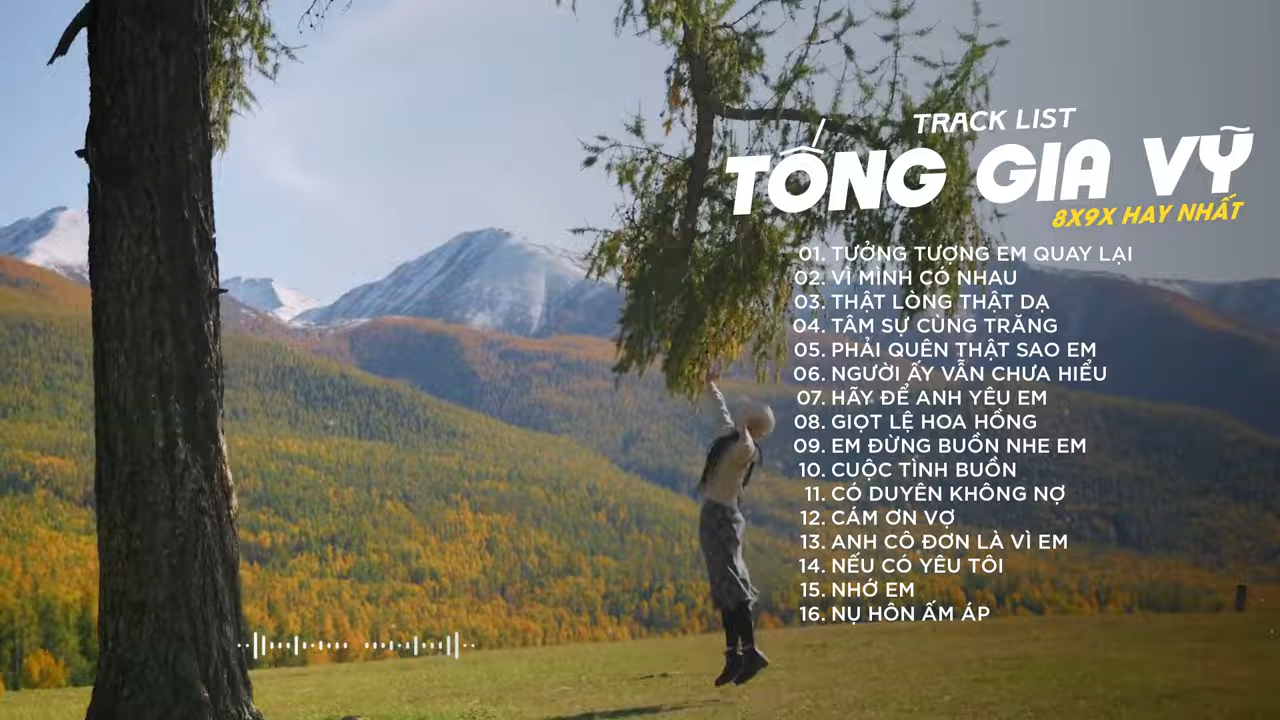 TRACK LIST
TỐNG GIA VỸ
8X9X HAY NHẤT
01. TƯỞNG TƯỢNG EM QUAY LẠI
02. VÌ MÌNH CÓ NHAU
03. THẬT LÒNG THẬT DẠ
04. TÂM SỰ CÙNG TRĂNG
05. PHẢI QUÊN THẬT SAO EM
06. NGƯỜI ẤY VẪN CHƯA HIỂU
07. HÃY ĐỂ ANH YÊU EM
08. GIỌT LỆ HOA HỒNG
09. EM ĐỪNG BUỒN NHE EM
10. CUỘC TÌNH BUỒN
11. CÓ DUYÊN KHÔNG NỢ
12. CÁM ƠN VỢ
13. ANH CÔ ĐƠN LÀ VÌ EM
14. NẾU CÓ YÊU TÔI
15. NHỚ EM
16. NỤ HÔN ẤM ÁP